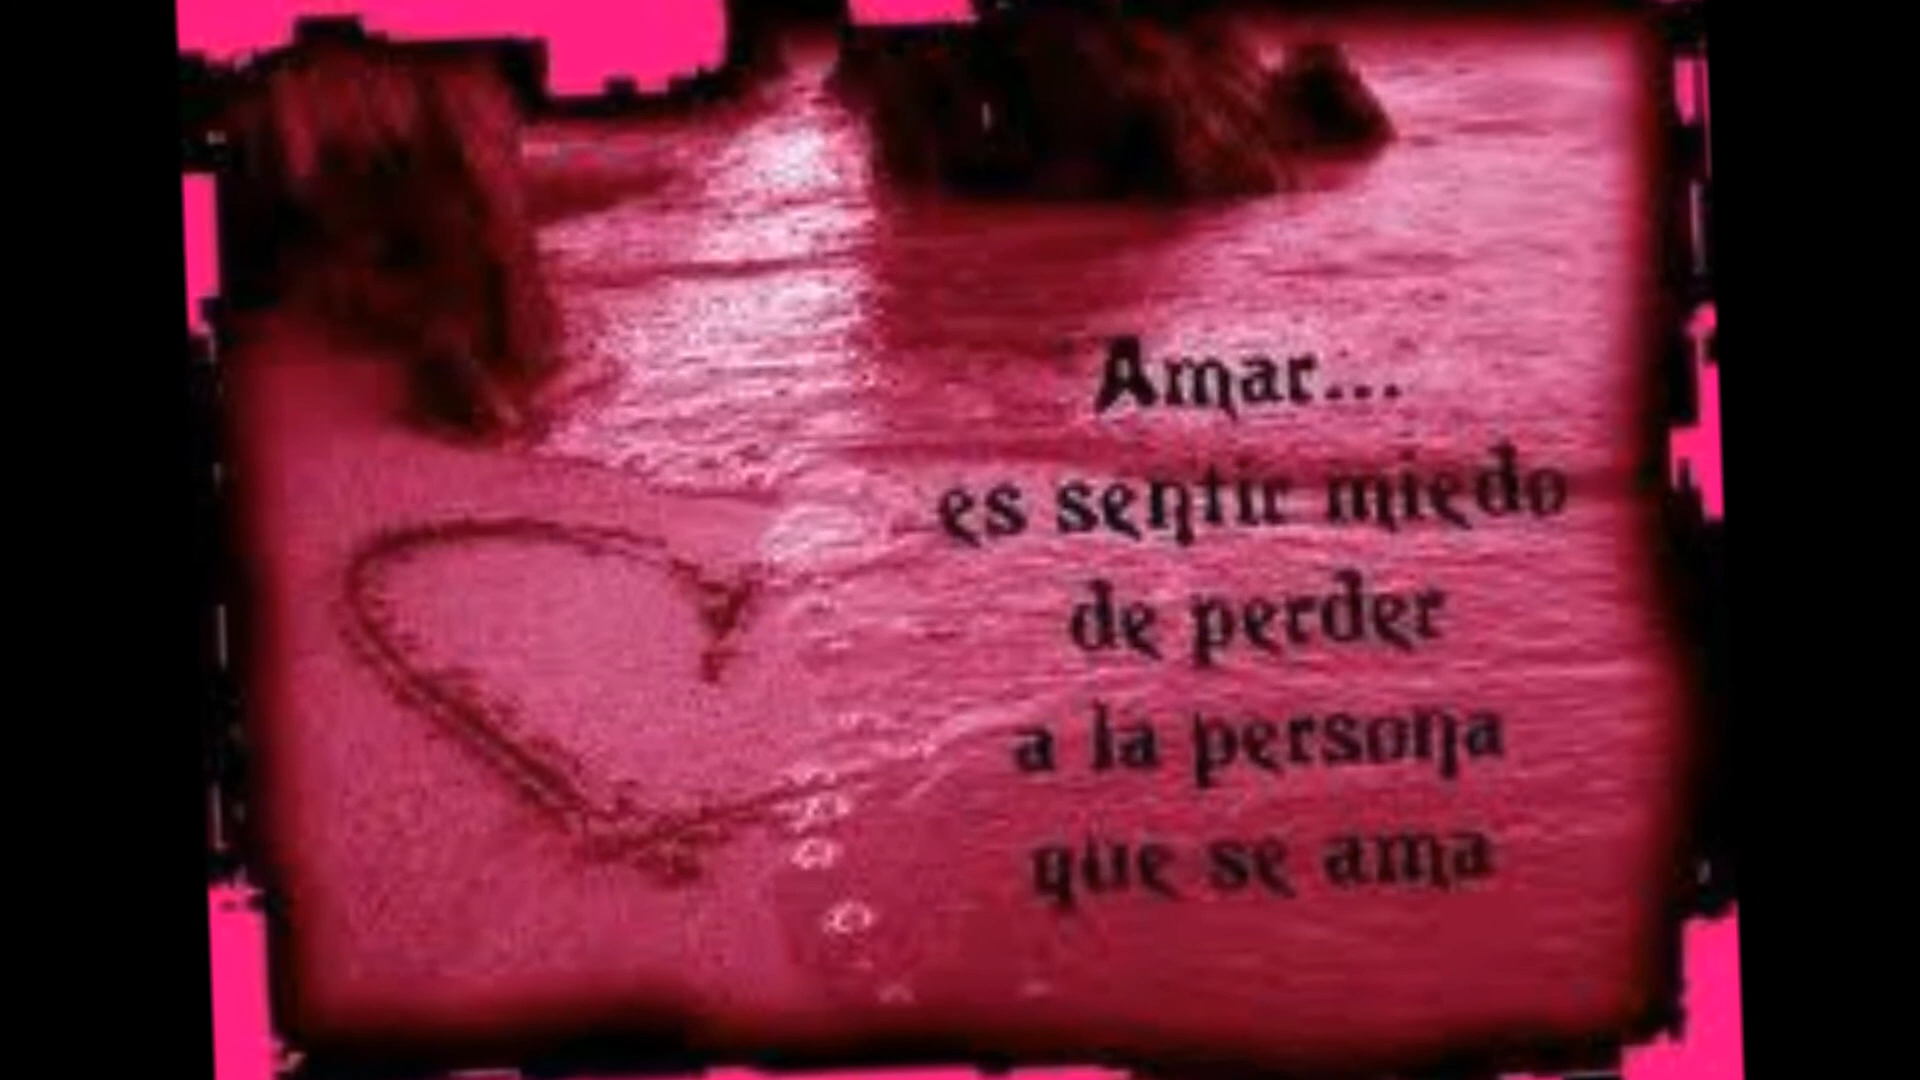 Amar...
es sentir miedo
de perder
a la persona
que se ama